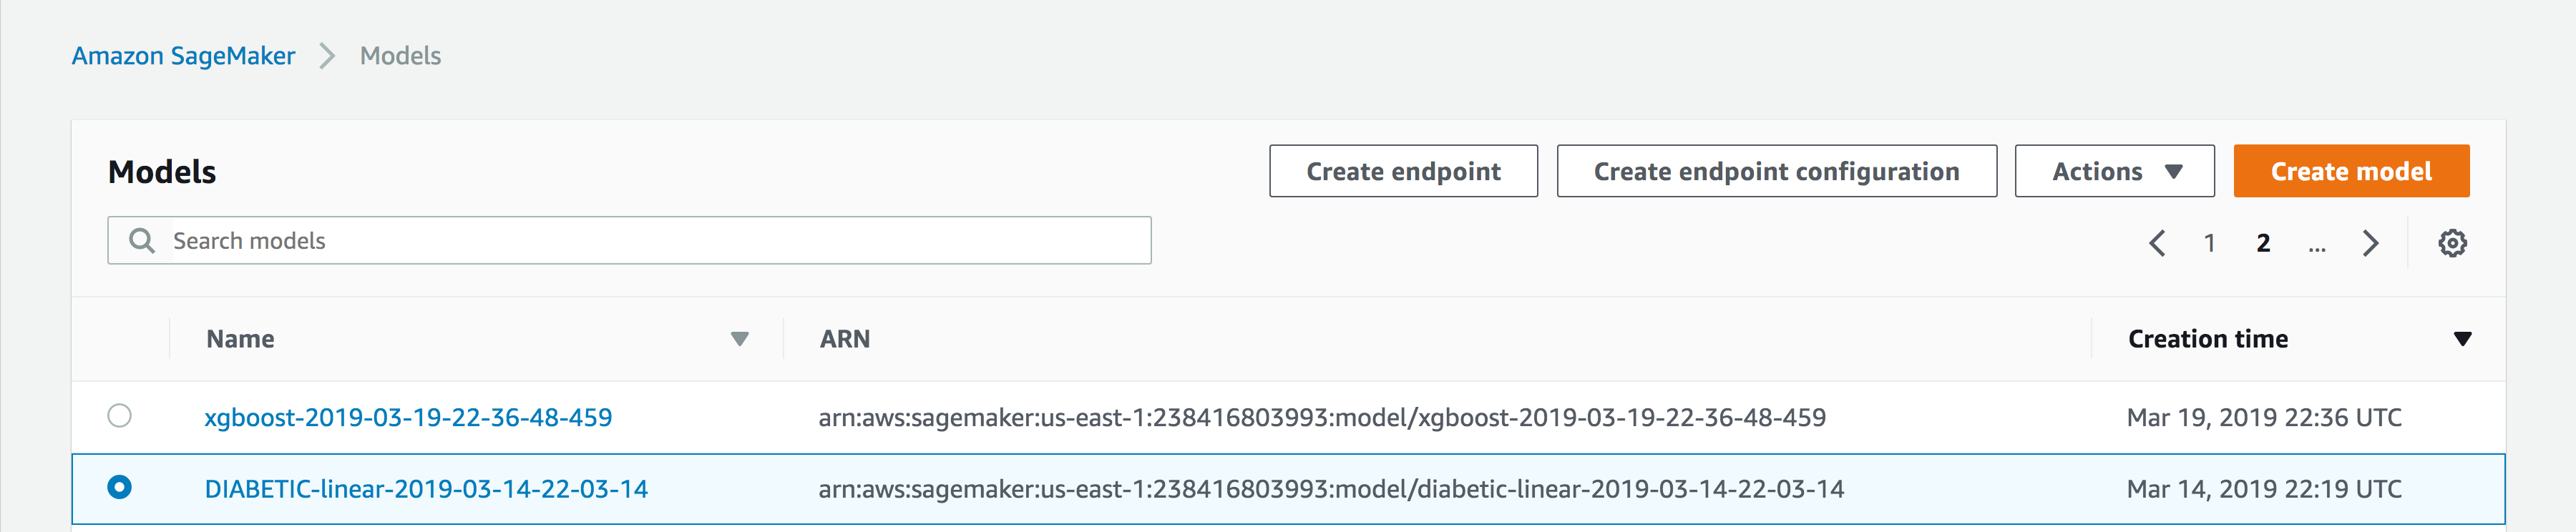 Amazon SageMaker > Models
Models
Create endpoint
Create endpoint configuration
Actions
Create model
Search models
1 2 ...
Name ARN Creation time
xgboost-2019-03-19-22-36-48-459 arn:aws:sagemaker:us-east-1:238416803993:model/xgboost-2019-03-19-22-36-48-459 Mar 19, 2019 22:36 UTC
DIABETIC-linear-2019-03-14-22-03-14 arn:aws:sagemaker:us-east-1:238416803993:model/diabetic-linear-2019-03-14-22-03-14 Mar 14, 2019 22:19 UTC